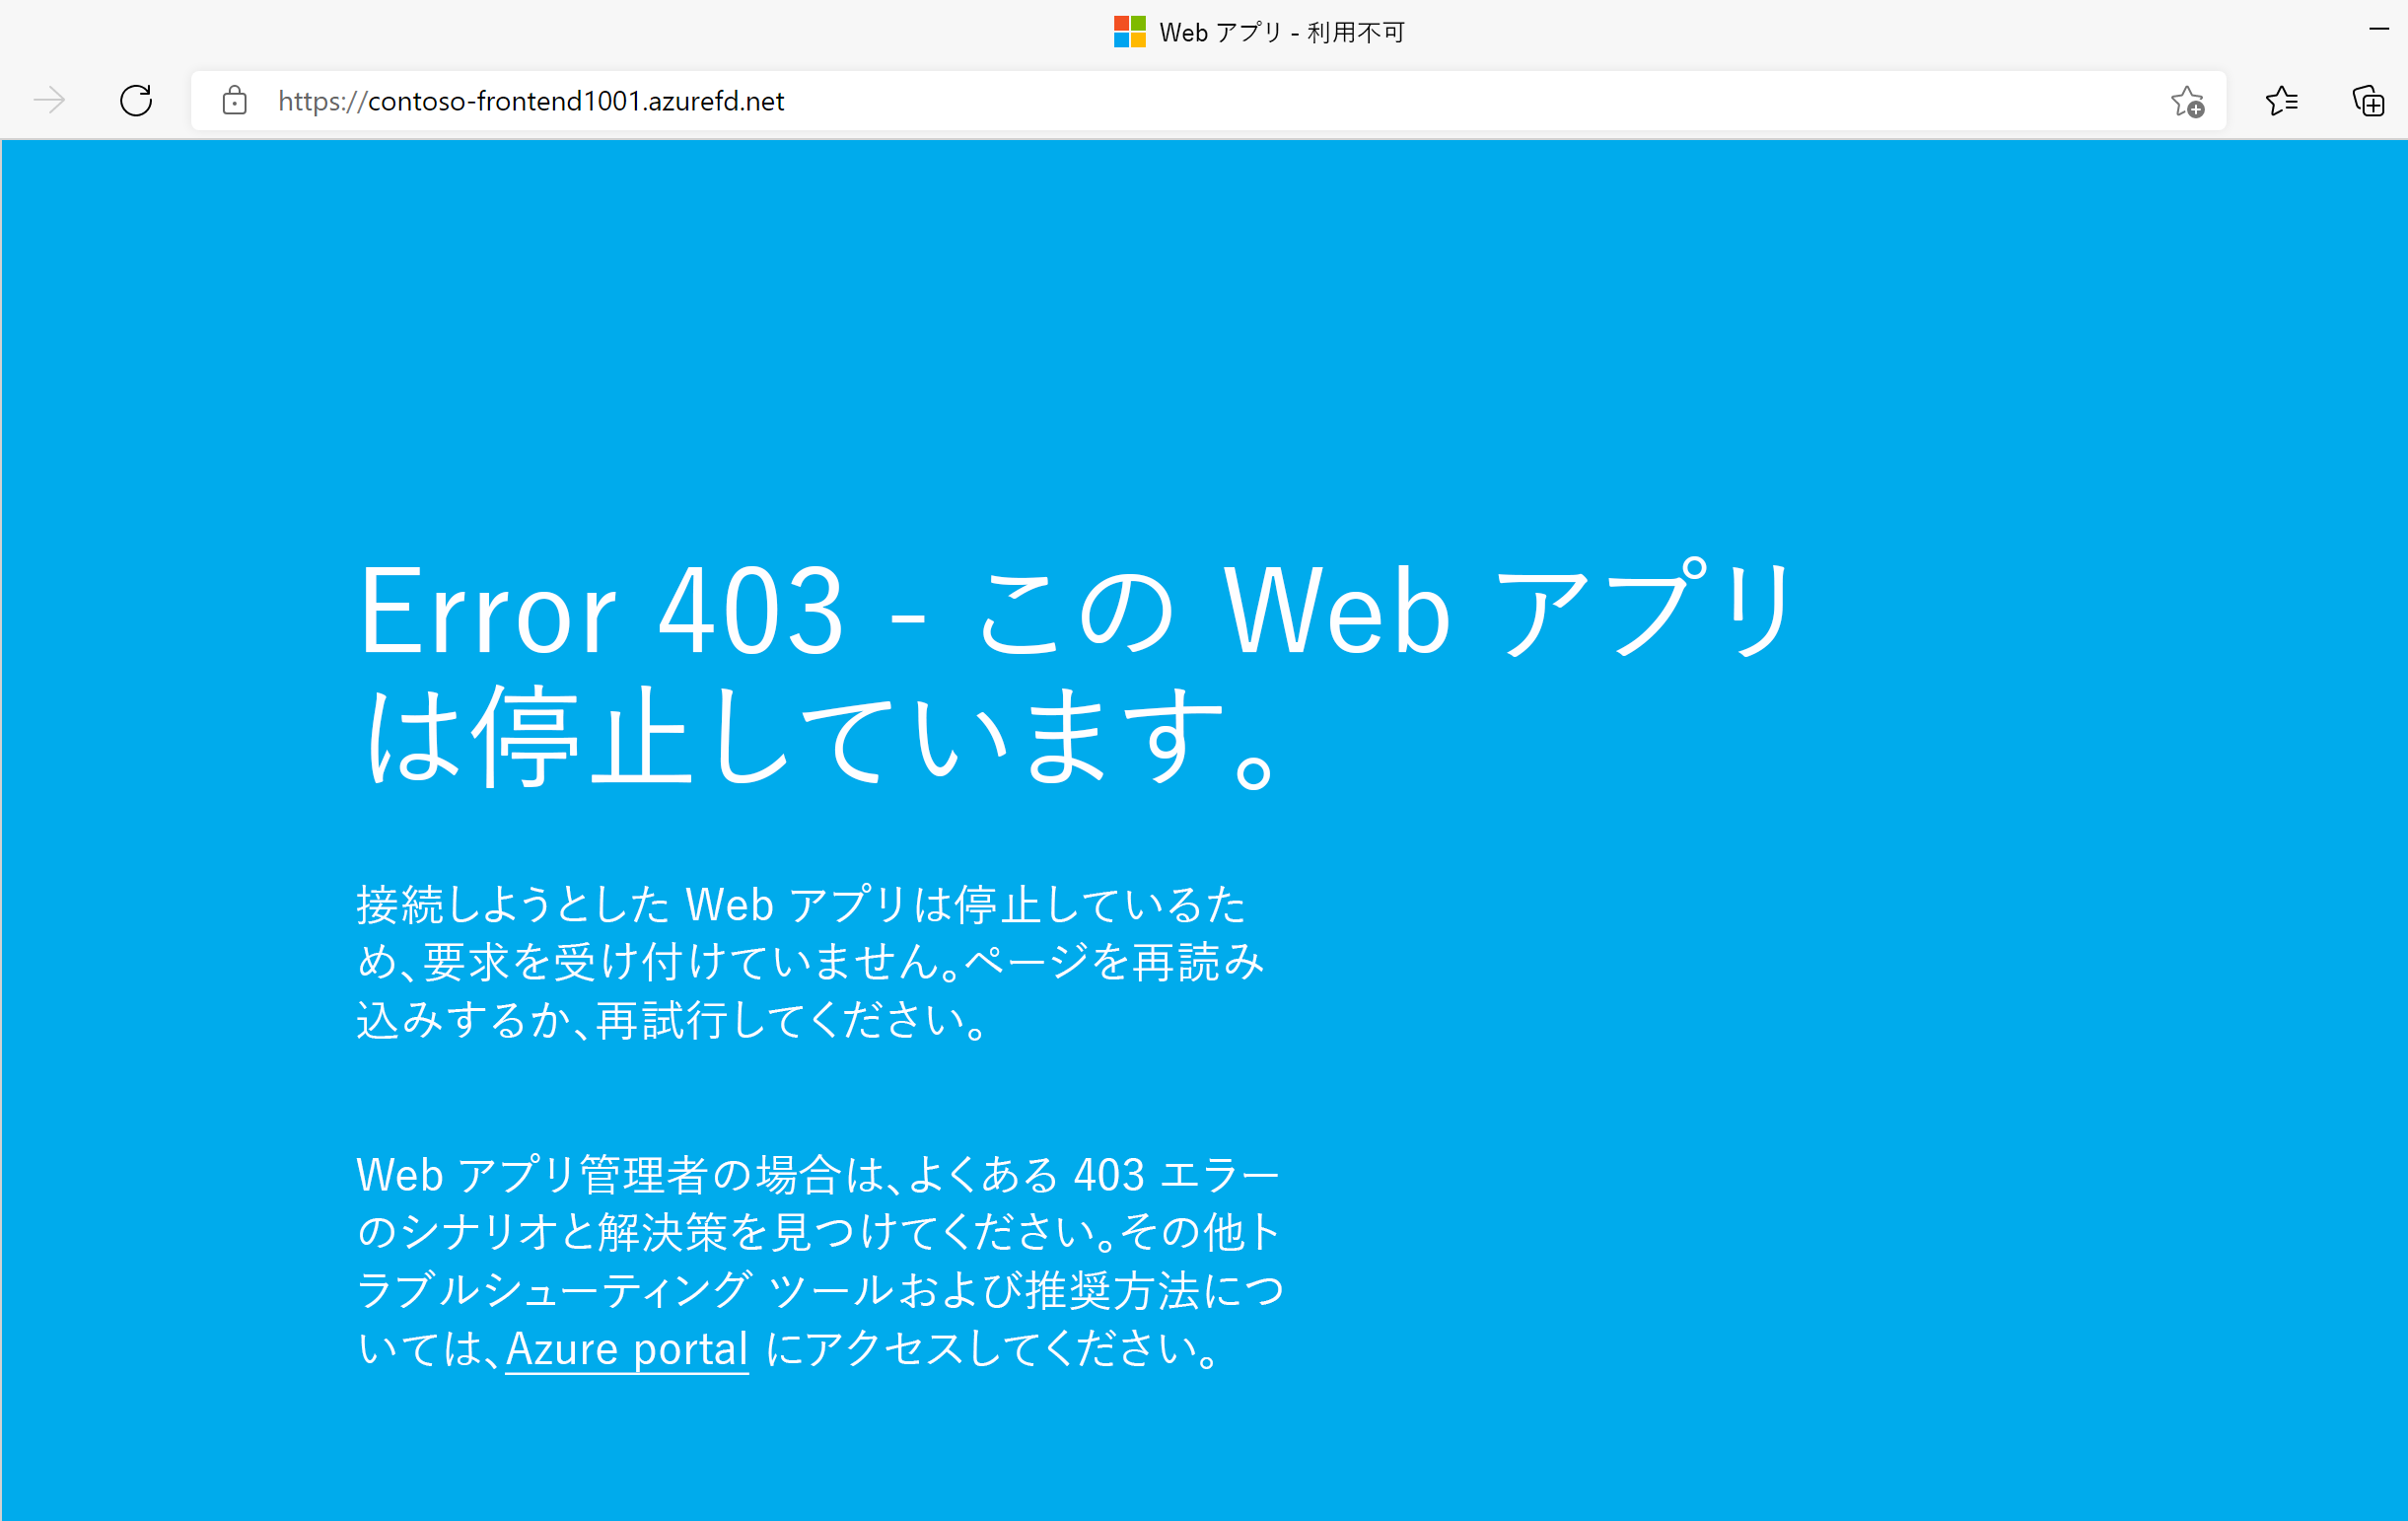 Web アプリ - 利用不可
https://contoso-frontend1001.azurefd.net
Error 403 - この Web アプリ
は停止しています。
接続しようとした Web アプリは停止しているた
め、要求を受け付けていません。ページを再読み
込みするか、再試行してください。
Web アプリ管理者の場合は、よくある 403 エラー
のシナリオと解決策を見つけてください。その他ト
ラブルシューティング ツールおよび推奨方法につ
いては、Azure portal にアクセスしてください。